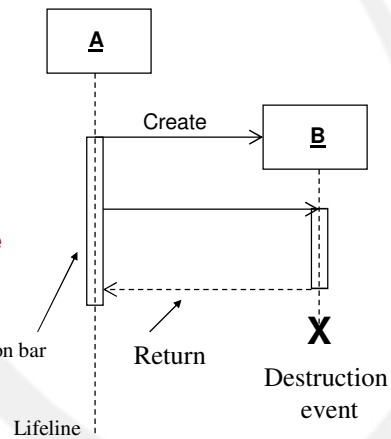 A
Create
B
e
on bar
Return
Destruction
event
X
Lifeline